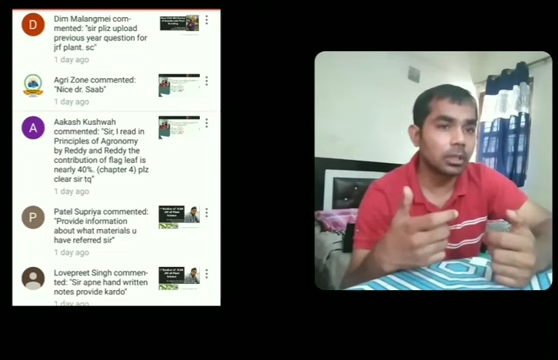 D
Dim Malangmei com-
mented: "sir pliz upload
previous year question for
jrf plant. sc"
1 day ago
Agri Zone commented:
"Nice dr. Saab"
1 day ago
A
Aakash Kushwah
commented: "Sir, I read in
Principles of Agronomy
by Reddy and Reddy the
contribution of flag leaf is
nearly 40%. (chapter 4) plz
clear sir tq"
1 day ago
P
Patel Supriya commented:
"Provide information
about what materials u
have referred sir"
1 day ago
Lovepreet Singh commen-
ted: "Sir apne hand written
notes provide kardo"
1 day ago